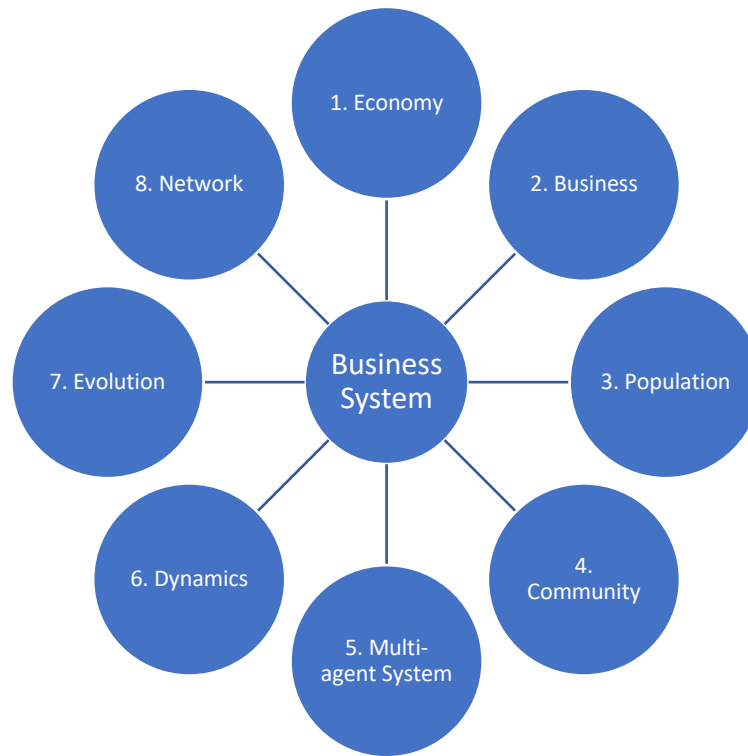 1. Economy
2. Business
3. Population
4.
Community
5. Multi-
agent System
6. Dynamics
7. Evolution
8. Network
Business
System